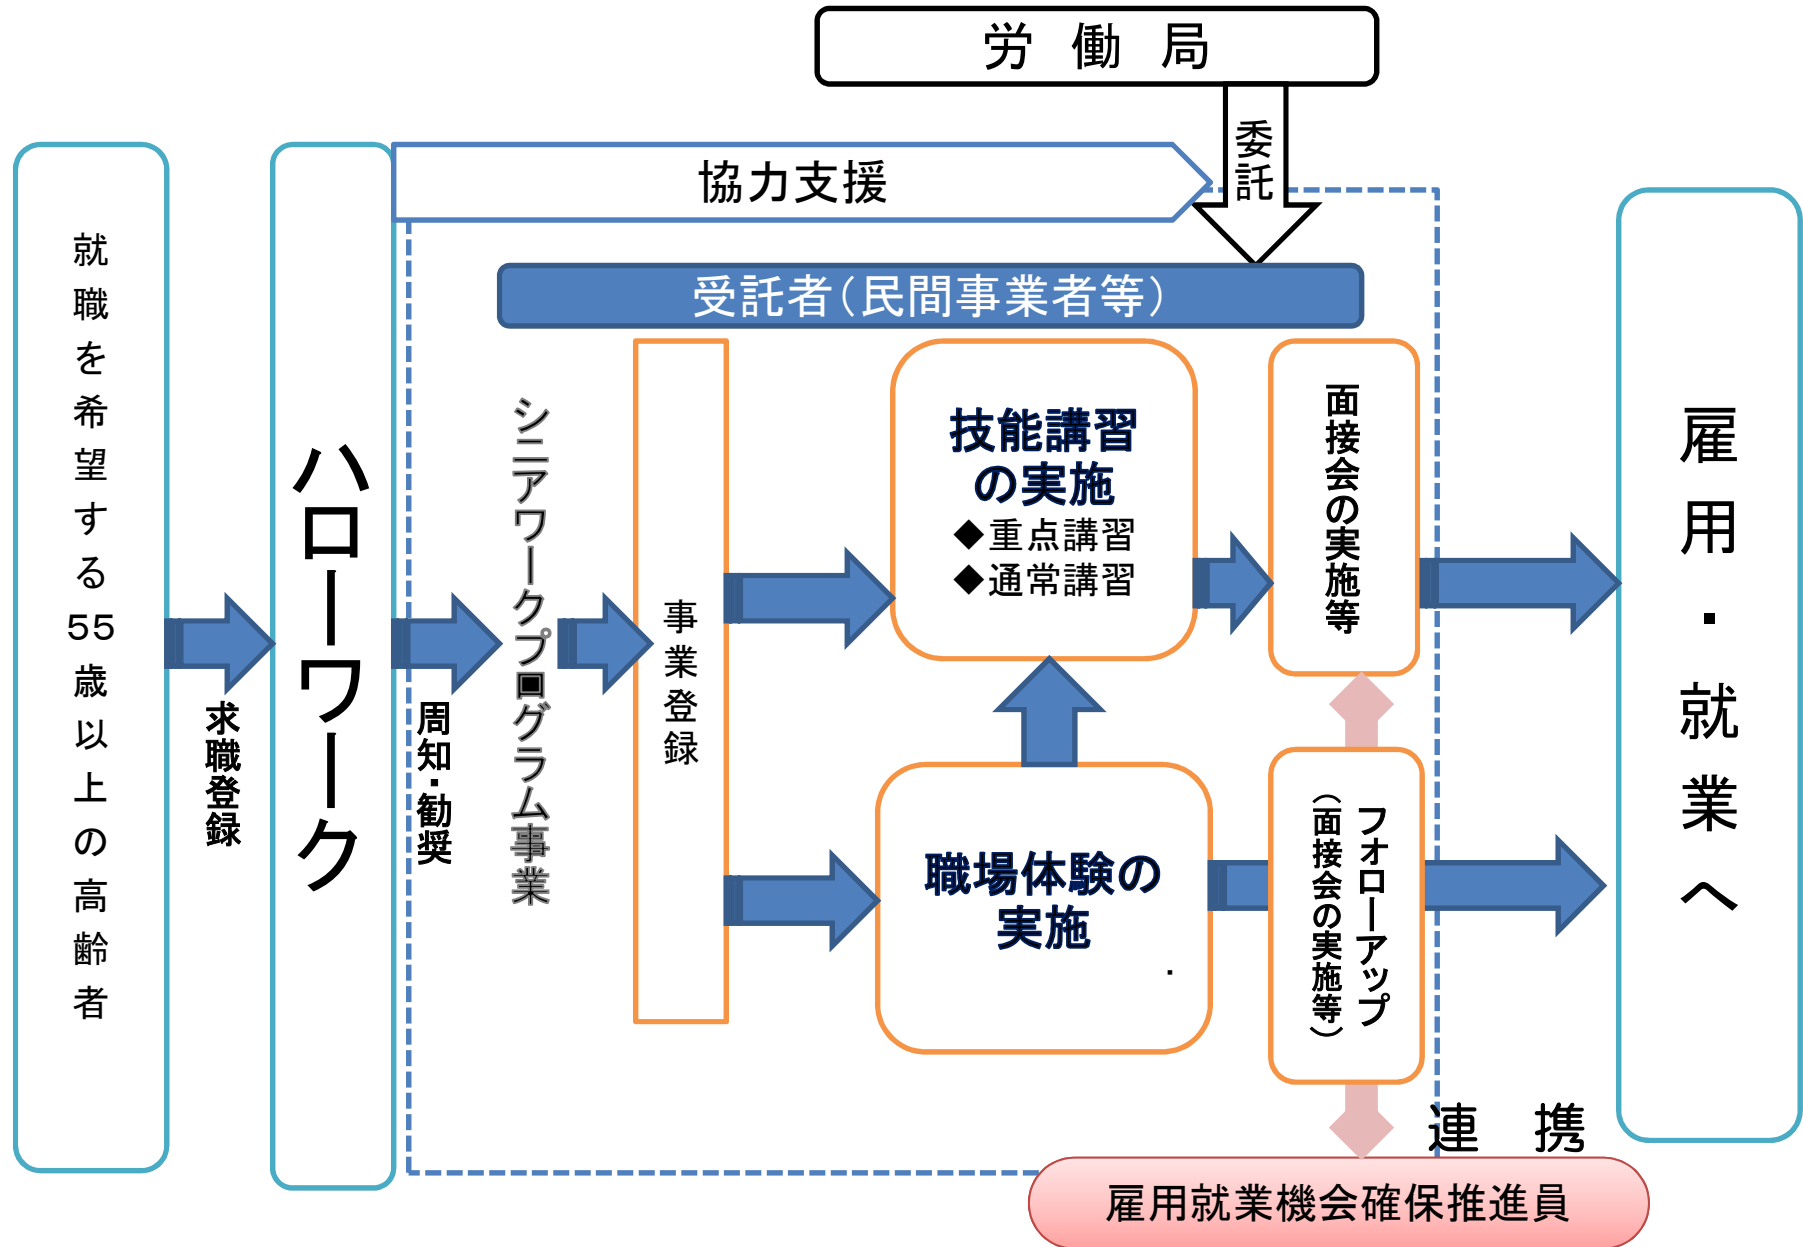 労　働　局
委託
協力支援
受託者（民間事業者等）
就職を希望する55歳以上の高齢者
求職登録
ハローワーク
周知・勧奨
シニアワークプログラム事業
事業登録
技能講習
の実施
◆重点講習
◆通常講習
職場体験の
実施
.
面接会の実施等
フオローアップ
（面接会の実施等）
雇用・就業へ
連　携
雇用就業機会確保推進員